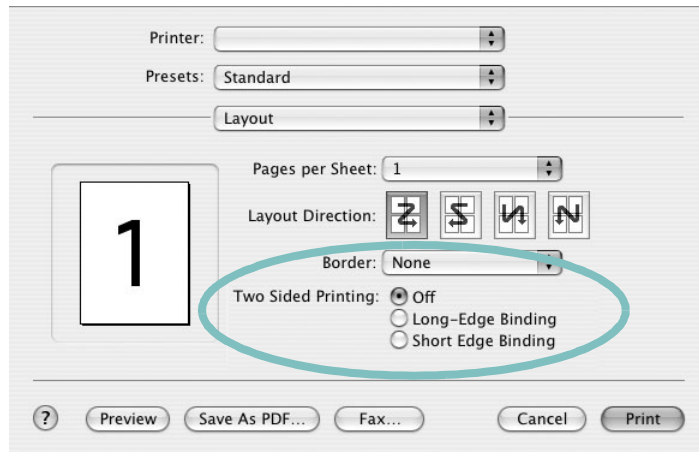 Printer:
Presets: Standard
Layout
Pages per Sheet: 1
1
Layout Direction:
Border: None
Two Sided Printing: Off
Long-Edge Binding
Short Edge Binding
? Preview Save As PDF... Fax... Cancel Print